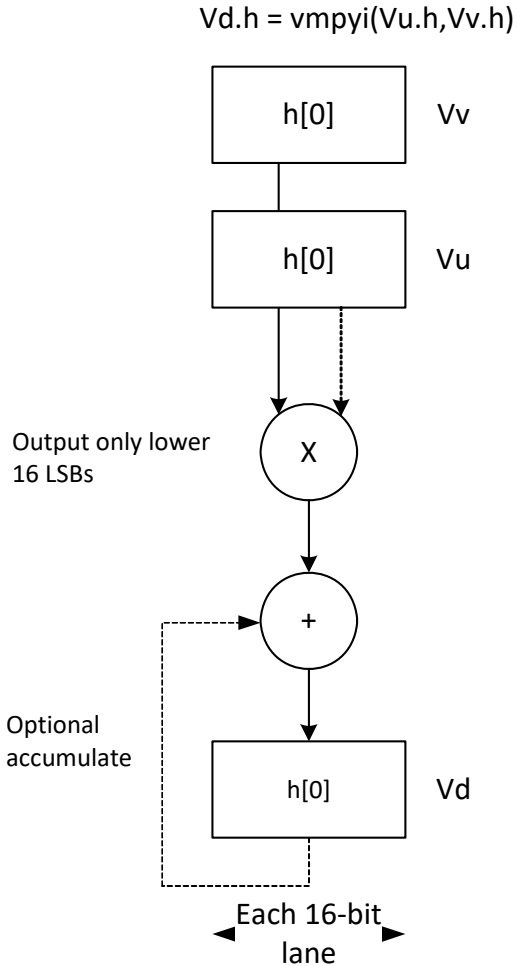 Vd.h = vmpyi(Vu.h,Vv.h)
h[0] Vv
h[0] Vu
Output only lower
16 LSBs
X
+
Optional
accumulate
h[0] Vd
Each 16-bit
lane